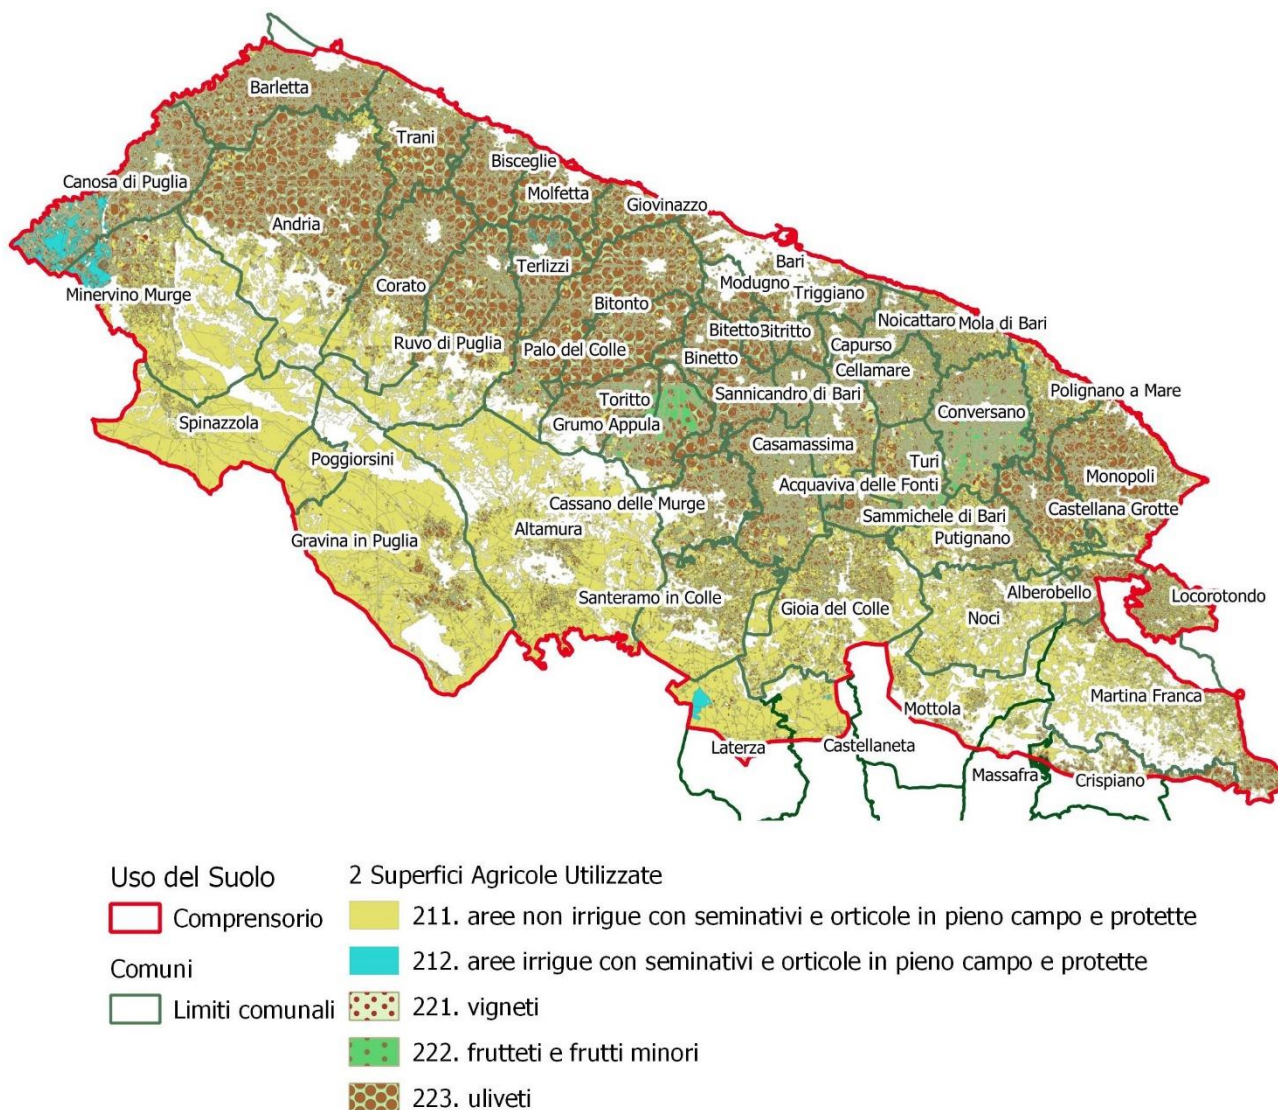 Barletta
Trani
Bisceglie
Canosa di Puglia
Molfetta
Giovinazzo
Andria
Bari
Terlizzi
Modugno
Corato
Minervino Murge
Triggiano
Bitonto
Noicattaro
Mola di Bari
Bitetto
Bitritto
Ruvo di Puglia
Palo del Colle
Capurso
Binetto
Cellamare
Polignano a Mare
Toritto
Sannicandro di Bari
Conversano
Spinazzola
Grumo Appula
Casamassima
Poggiorsini
Turi
Monopoli
Acquaviva delle Fonti
Cassano delle Murge
Castellana Grotte
Sammichele di Bari
Altamura
Gravina in Puglia
Putignano
Santeramo in Colle
Alberobello
Locorotondo
Gioia del Colle
Noci
Martina Franca
Mottola
Laterza
Castellaneta
Massafra
Crispiano
Uso del Suolo
Comprensorio
Comuni
Limiti comunali
2 Superfici Agricole Utilizzate
211. aree non irrigue con seminativi e orticole in pieno campo e protette
212. aree irrigue con seminativi e orticole in pieno campo e protette
221. vigneti
222. frutteti e frutti minori
223. uliveti